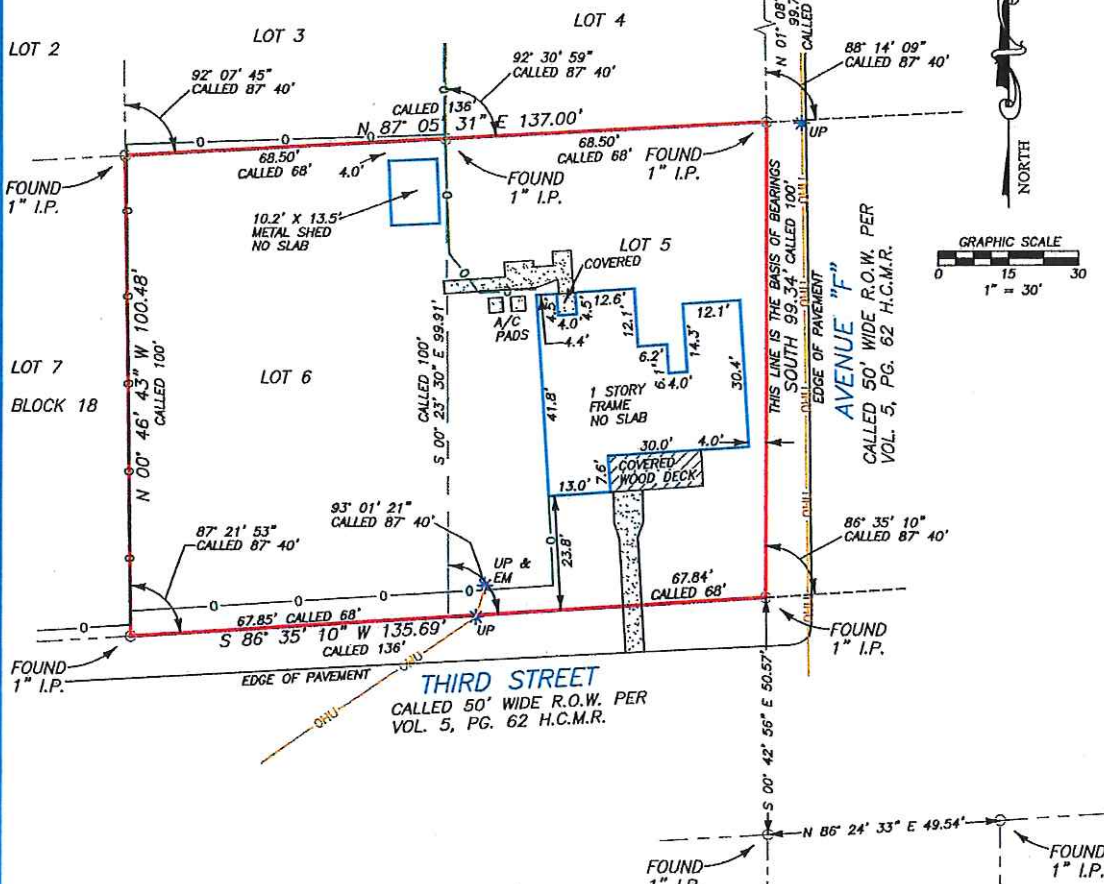 LOT 2
LOT 3
LOT 4
N 01° 08'
99.7
CALLED
92° 07' 45"
CALLED 87° 40'
92° 30' 59"
CALLED 87° 40'
88° 14' 09"
CALLED 87° 40'
CALLED 136'
N 87° 05' 31" E 137.00'
UP
68.50'
CALLED 68'
68.50'
CALLED 68'
FOUND
1" I.P.
4.0'
FOUND
1" I.P.
FOUND
1" I.P.
NORTH
10.2' X 13.5'
METAL SHED
NO SLAB
LOT 5
COVERED
GRAPHIC SCALE
0 15 30
1" = 30'
A/C
PADS
4.5'
4.0'
4.5'
12.6'
4.4'
12.1'
6.2'
6.1'
4.0'
14.3'
12.1'
30.4'
THIS LINE IS THE BASIS OF BEARINGS
SOUTH 99.34' CALLED 100'
EDGE OF PAVEMENT
OHU
OHU
AVENUE "F"
CALLED 50' WIDE R.O.W. PER
VOL. 5, PG. 62 H.C.M.R.
LOT 7
BLOCK 18
N 00° 46' 43" W 100.48'
CALLED 100'
LOT 6
CALLED 100'
S 00° 23' 30" E 99.91'
41.8'
1 STORY
FRAME
NO SLAB
30.0'
4.0'
COVERED
WOOD DECK
7.6'
13.0'
23.8'
87° 21' 53"
CALLED 87° 40'
93° 01' 21"
CALLED 87° 40'
UP &
EM
86° 35' 10"
CALLED 87° 40'
67.85' CALLED 68'
S 86° 35' 10" W 135.69'
CALLED 136'
UP
67.84'
CALLED 68'
FOUND
1" I.P.
FOUND
1" I.P.
EDGE OF PAVEMENT
OHU
OHU
THIRD STREET
CALLED 50' WIDE R.O.W. PER
VOL. 5, PG. 62 H.C.M.R.
S 00° 42' 56" E 50.57'
N 86° 24' 33" E 49.54'
FOUND
1" I.P.
FOUND
1" I.P.